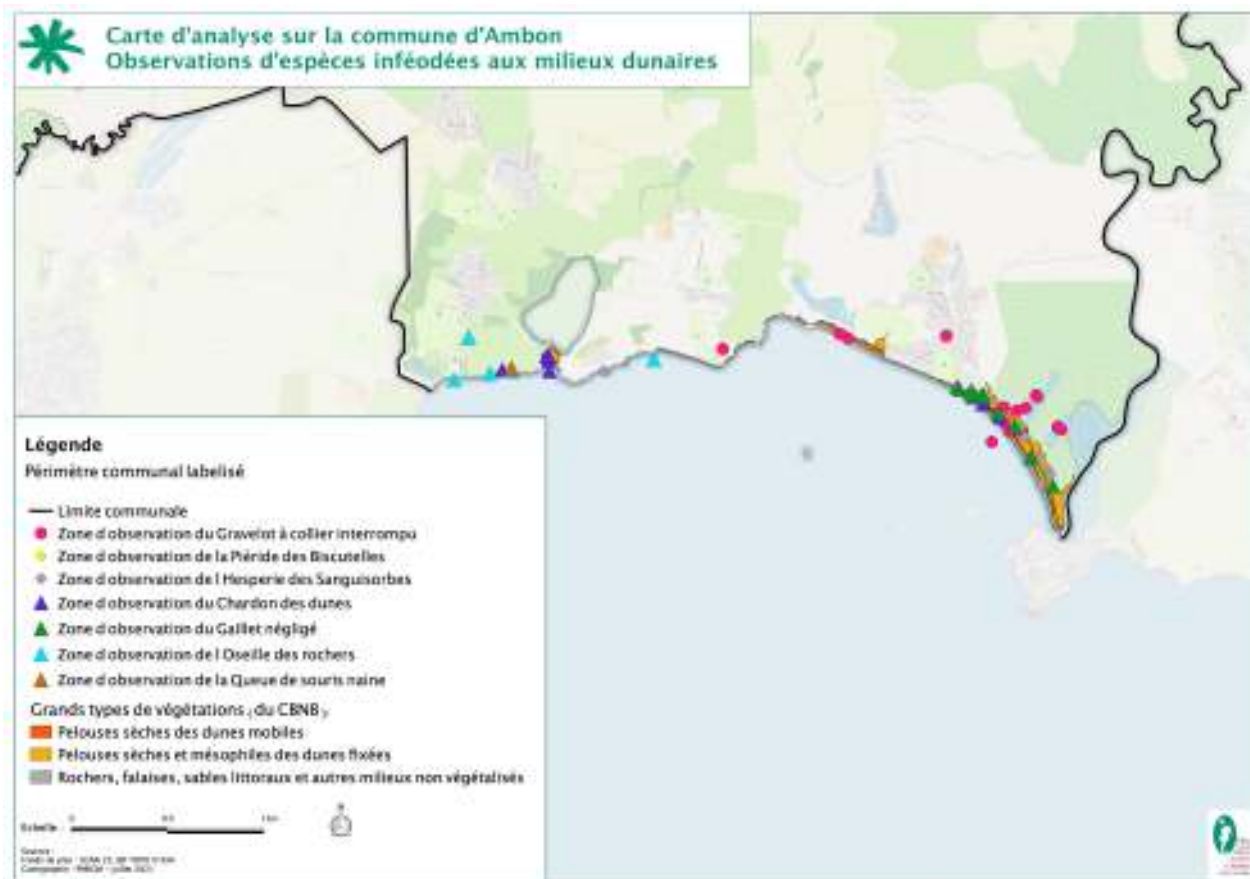 Carte d'analyse sur la commune d'Ambon
Observations d'espèces inféodées aux milieux dunaires
Légende
Périmètre communal labelisé
Limite communale
Zone d observation du Gravelot à collier interrompu
Zone d observation de la Piéride des Biscutelles
Zone d observation de l Hesperie des Sanguisorbes
Zone d observation du Chardon des dunes
Zone d observation du Gaillet négligé
Zone d observation de l Oseille des rochers
Zone d observation de la Queue de souris naine
Grands types de végétations ( du CBNB )
Pelouses sèches des dunes mobiles
Pelouses sèches et mésophiles des dunes fixées
Rochers, falaises, sables littoraux et autres milieux non végétalisés
Echelle :